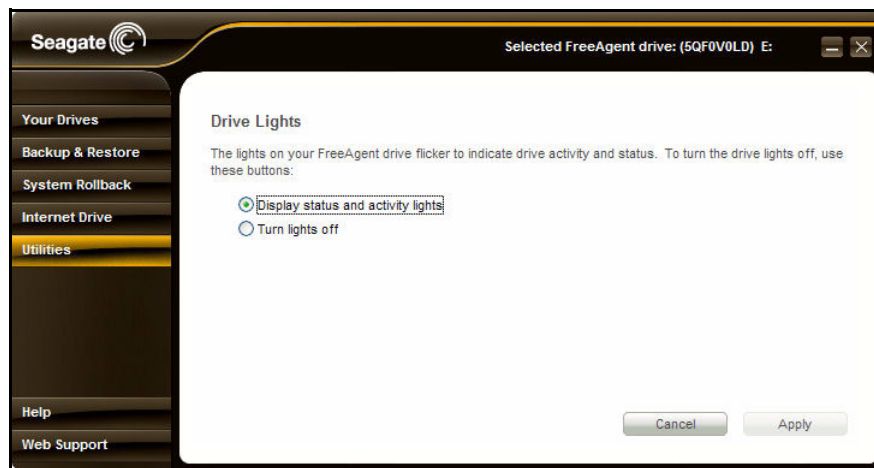 Seagate
Selected FreeAgent drive: (5QF0V0LD) E:
Your Drives
Backup & Restore
System Rollback
Internet Drive
Utilities
Help
Web Support
Drive Lights
The lights on your FreeAgent drive flicker to indicate drive activity and status. To turn the drive lights off, use
these buttons:
Display status and activity lights
Turn lights off
Cancel
Apply